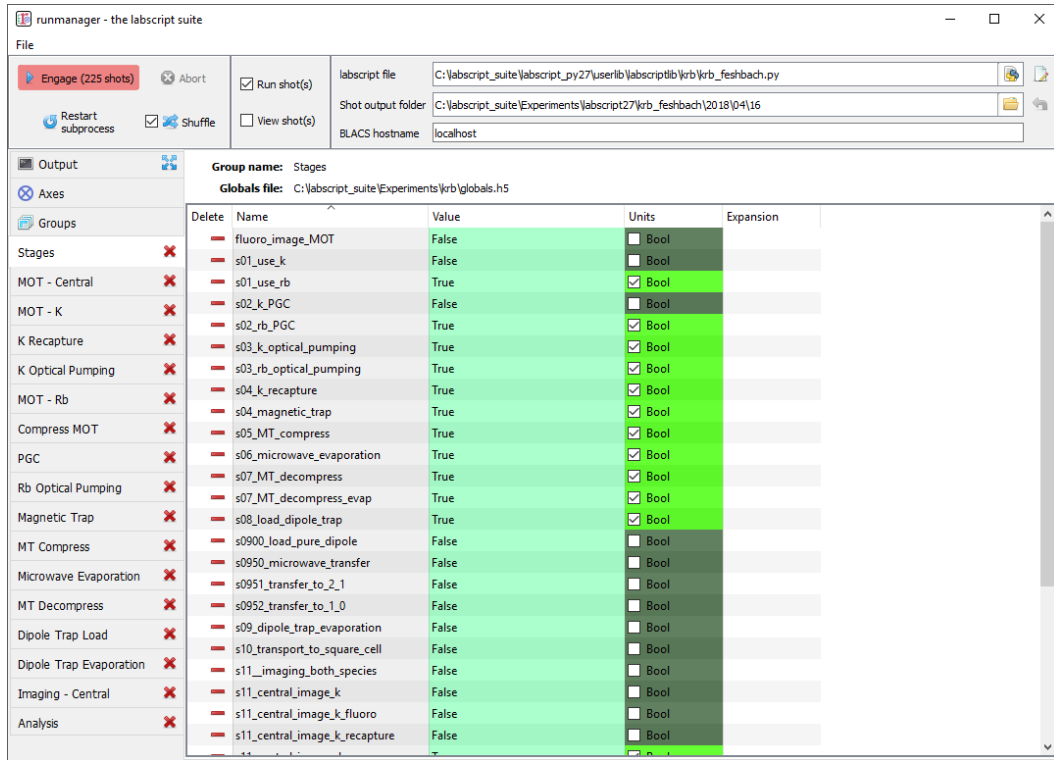 runmanager - the labscript suite
File
Engage (225 shots)
Abort
Restart subprocess
Shuffle
Run shot(s)
View shot(s)
labscript file C:\labscript_suite\labscript_py27\userlib\labscriptlib\krb\krb_feshbach.py
Shot output folder C:\labscript_suite\Experiments\labscript27\krb_feshbach\2018\04\16
BLACS hostname localhost
Output
Axes
Groups
Stages
MOT - Central
MOT - K
K Recapture
K Optical Pumping
MOT - Rb
Compress MOT
PGC
Rb Optical Pumping
Magnetic Trap
MT Compress
Microwave Evaporation
MT Decompress
Dipole Trap Load
Dipole Trap Evaporation
Imaging - Central
Analysis
Group name: Stages
Globals file: C:\labscript_suite\Experiments\krb\globals.h5
Delete Name Value Units Expansion
fluoro_image_MOT False Bool
s01_use_k False Bool
s01_use_rb True Bool
s02_k_PGC False Bool
s02_rb_PGC True Bool
s03_k_optical_pumping True Bool
s03_rb_optical_pumping True Bool
s04_k_recapture True Bool
s04_magnetic_trap True Bool
s05_MT_compress True Bool
s06_microwave_evaporation True Bool
s07_MT_decompress True Bool
s07_MT_decompress_evap True Bool
s08_load_dipole_trap True Bool
s0900_load_pure_dipole False Bool
s0950_microwave_transfer False Bool
s0951_transfer_to_2_1 False Bool
s0952_transfer_to_1_0 False Bool
s09_dipole_trap_evaporation False Bool
s10_transport_to_square_cell False Bool
s11__imaging_both_species False Bool
s11_central_image_k False Bool
s11_central_image_k_fluoro False Bool
s11_central_image_k_recapture False Bool